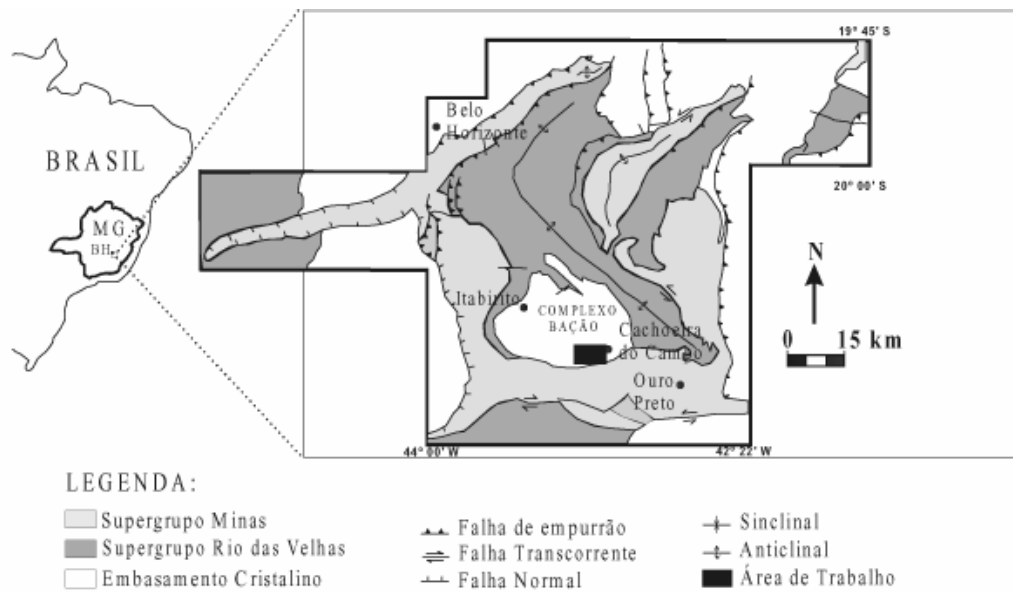 19° 45' S
Belo
Horizonte
BRASIL
20° 00' S
MG
BH
N
Itabirito
COMPLEXO
BAÇÃO
Cachoeira
do Campo
0 15 km
Ouro
Preto
44° 00' W
42° 22' W
LEGENDA:
Supergrupo Minas
Supergrupo Rio das Velhas
Embasamento Cristalino
Falha de empurrão
Falha Transcorrente
Falha Normal
Sinclinal
Anticlinal
Área de Trabalho